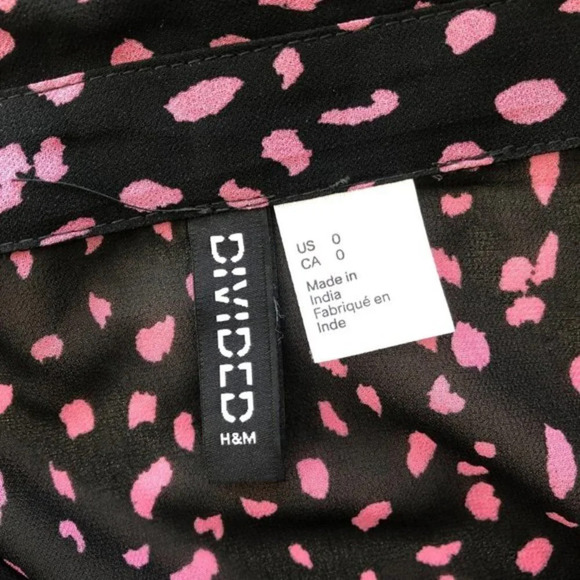 DIVIDED
H&M
US 0
CA 0
Made in
India
Fabriqué en
Inde